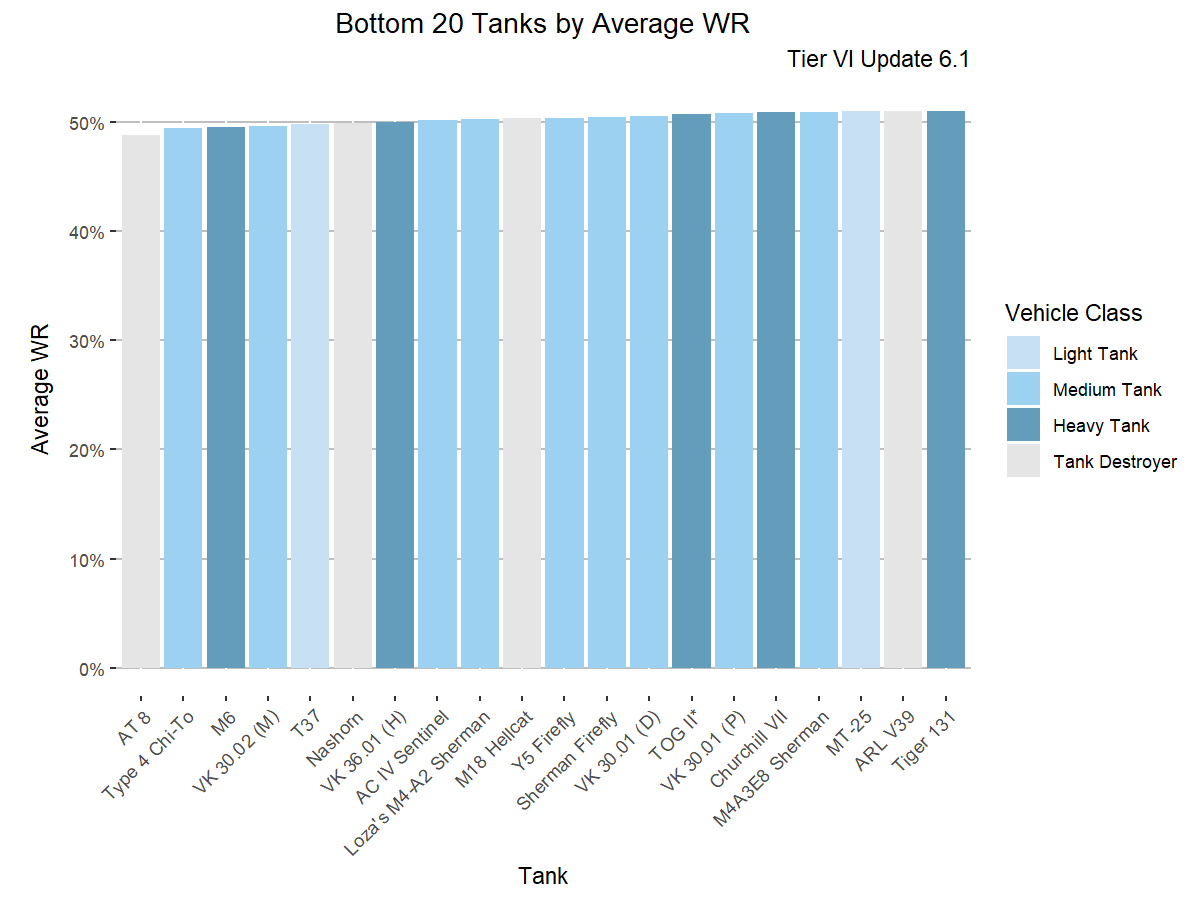 Bottom 20 Tanks by Average WR
Tier VI Update 6.1
Average WR
50%
40%
30%
20%
10%
0%
AT 8
Type 4 Chi-To
M6
VK 30.02 (M)
T37
Nashorn
VK 36.01 (H)
AC IV Sentinel
Loza's M4-A2 Sherman
M18 Hellcat
Y5 Firefly
Sherman Firefly
VK 30.01 (D)
TOG II*
VK 30.01 (P)
Churchill VII
M4A3E8 Sherman
MT-25
ARL V39
Tiger 131
Tank
Vehicle Class
Light Tank
Medium Tank
Heavy Tank
Tank Destroyer